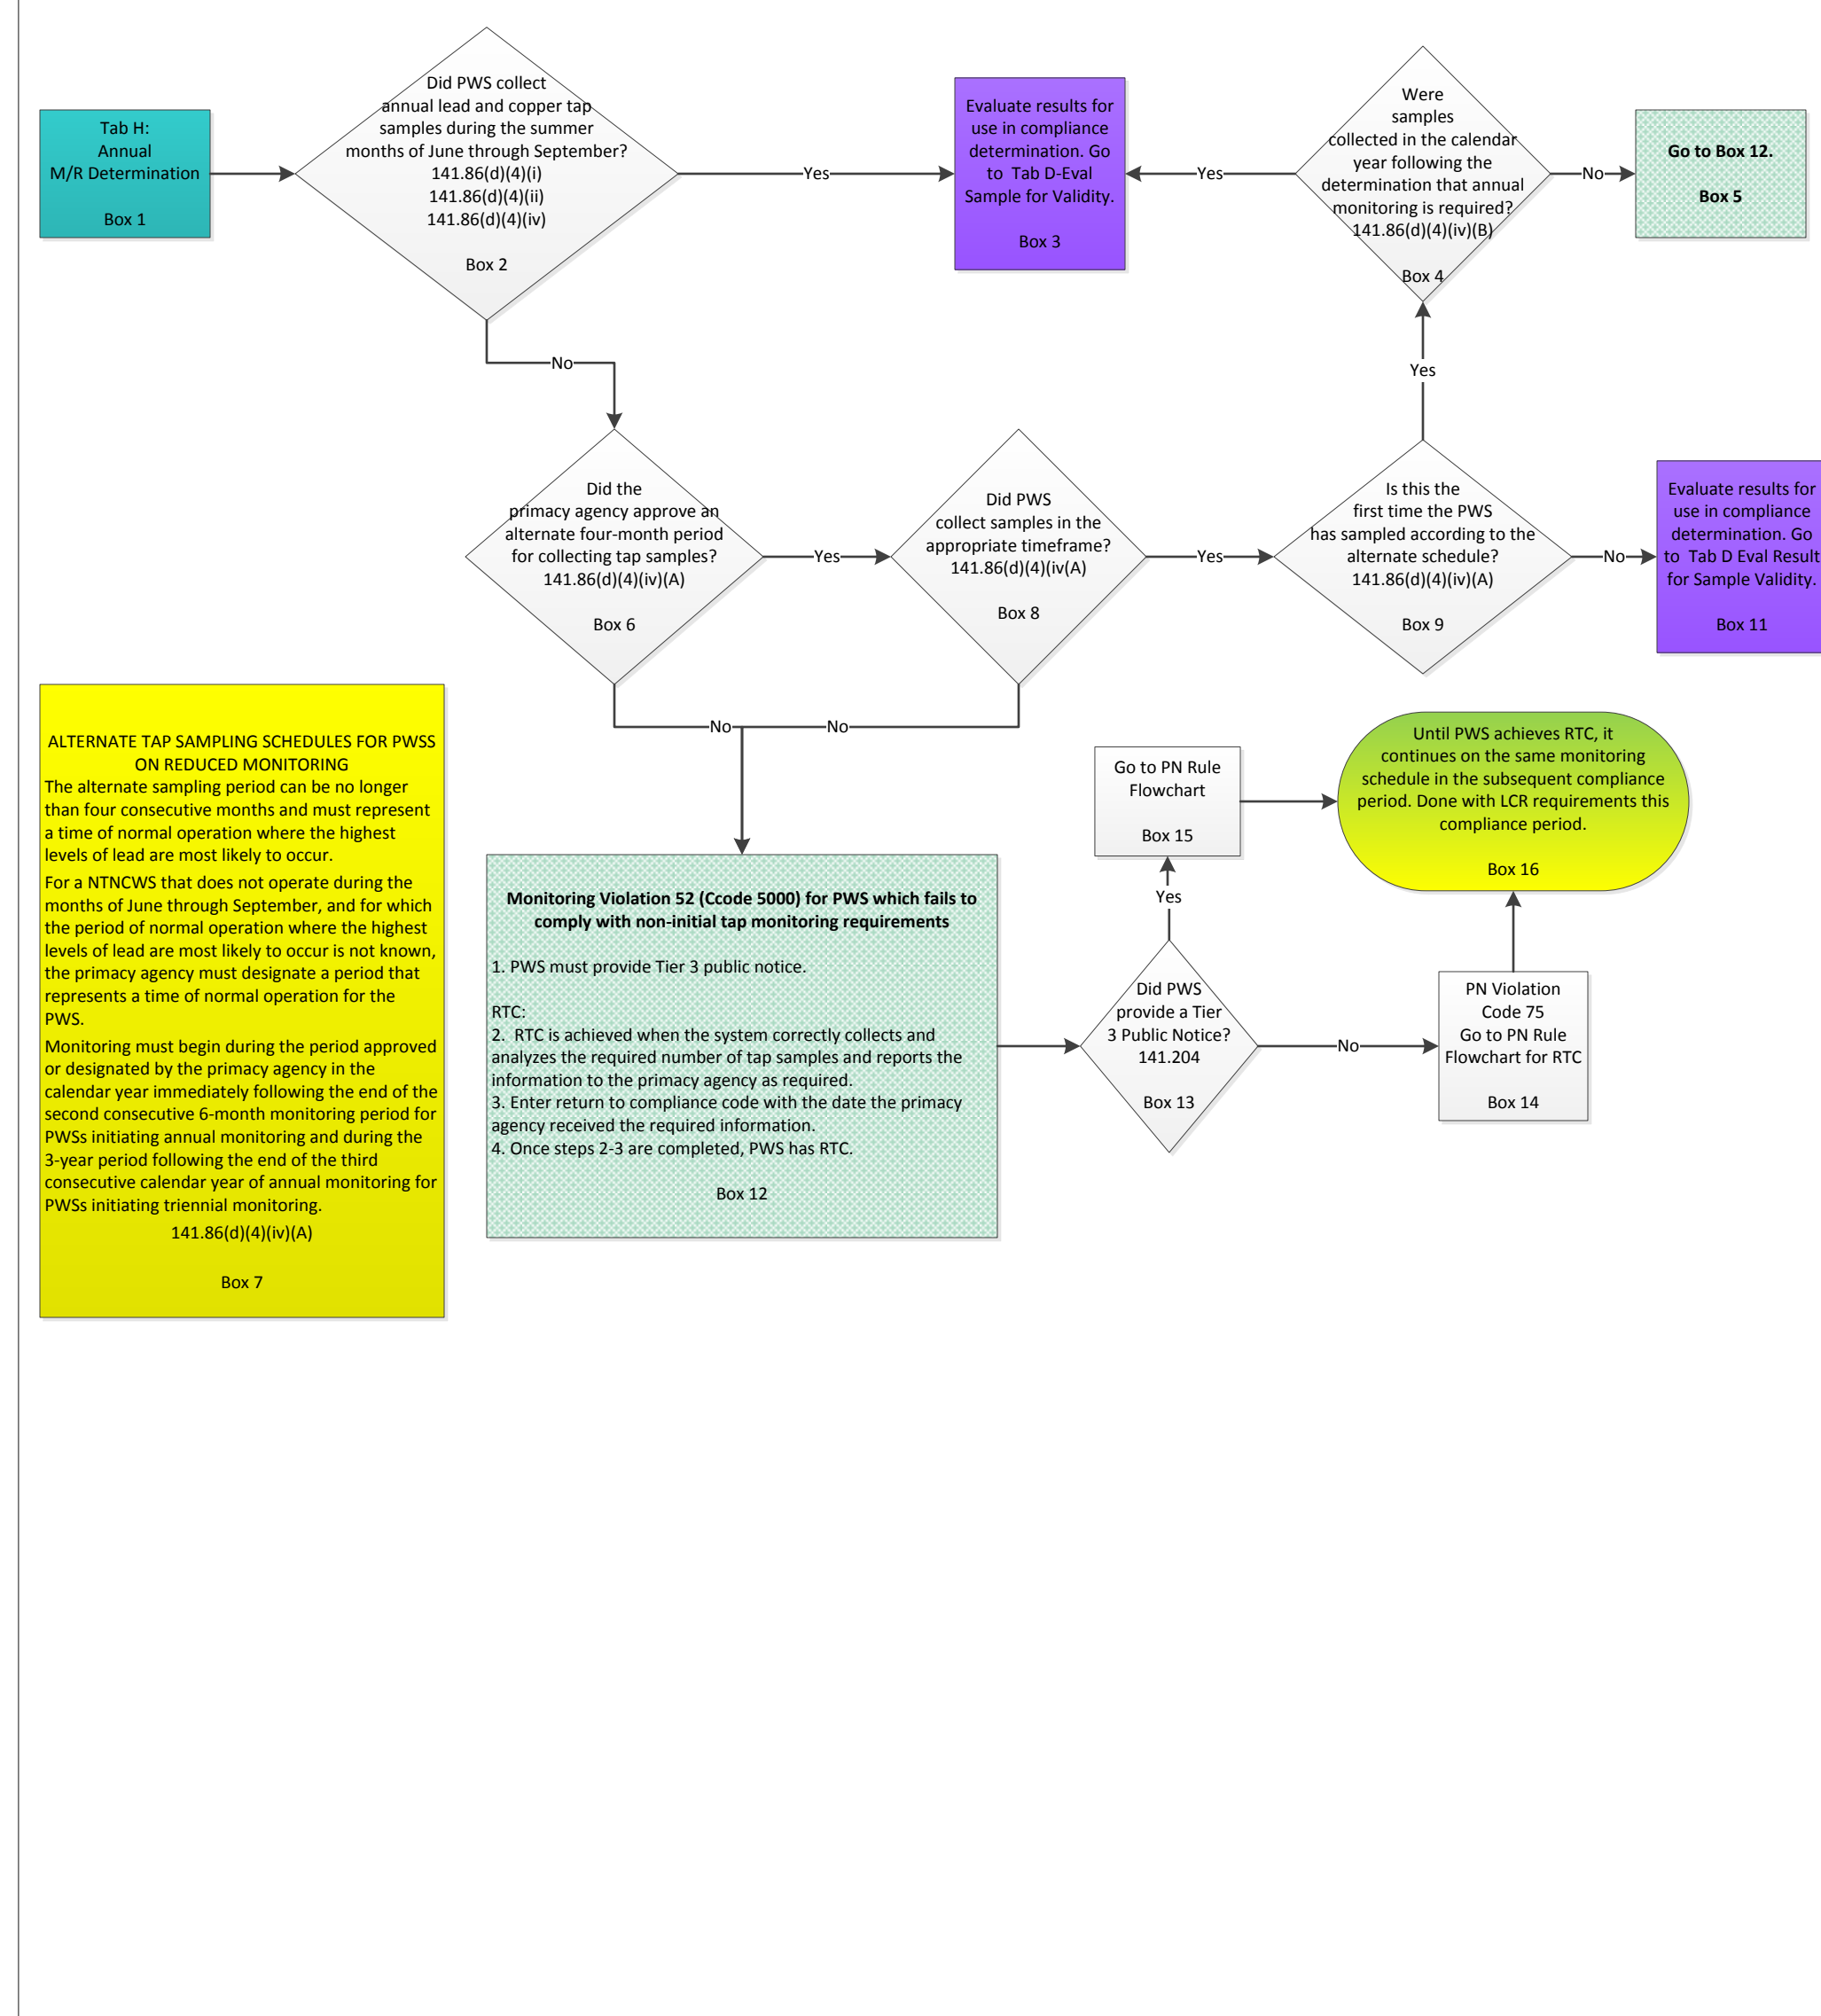 Tab H:
Annual
M/R Determination
Box 1
Did PWS collect
annual lead and copper tap
samples during the summer
months of June through September?
141.86(d)(4)(i)
141.86(d)(4)(ii)
141.86(d)(4)(iv)
Box 2
Yes
Evaluate results for
use in compliance
determination. Go
to Tab D-Eval
Sample for Validity.
Box 3
Yes
Were
samples
collected in the calendar
year following the
determination that annual
monitoring is required?
141.86(d)(4)(iv)(B)
Box 4
No
Go to Box 12.
Box 5
No
Yes
Did the
primacy agency approve an
alternate four-month period
for collecting tap samples?
141.86(d)(4)(iv)(A)
Box 6
Yes
Did PWS
collect samples in the
appropriate timeframe?
141.86(d)(4)(iv(A)
Box 8
Yes
Is this the
first time the PWS
has sampled according to the
alternate schedule?
141.86(d)(4)(iv)(A)
Box 9
No
Evaluate results for
use in compliance
determination. Go
to Tab D Eval Result
for Sample Validity.
Box 11
No
No
ALTERNATE TAP SAMPLING SCHEDULES FOR PWSS
ON REDUCED MONITORING
The alternate sampling period can be no longer
than four consecutive months and must represent
a time of normal operation where the highest
levels of lead are most likely to occur.
For a NTNCWS that does not operate during the
months of June through September, and for which
the period of normal operation where the highest
levels of lead are most likely to occur is not known,
the primacy agency must designate a period that
represents a time of normal operation for the
PWS.
Monitoring must begin during the period approved
or designated by the primacy agency in the
calendar year immediately following the end of the
second consecutive 6-month monitoring period for
PWSs initiating annual monitoring and during the
3-year period following the end of the third
consecutive calendar year of annual monitoring for
PWSs initiating triennial monitoring.
141.86(d)(4)(iv)(A)
Box 7
Monitoring Violation 52 (Ccode 5000) for PWS which fails to
comply with non-initial tap monitoring requirements
1. PWS must provide Tier 3 public notice.
RTC:
2. RTC is achieved when the system correctly collects and
analyzes the required number of tap samples and reports the
information to the primacy agency as required.
3. Enter return to compliance code with the date the primacy
agency received the required information.
4. Once steps 2-3 are completed, PWS has RTC.
Box 12
Go to PN Rule
Flowchart
Box 15
Until PWS achieves RTC, it
continues on the same monitoring
schedule in the subsequent compliance
period. Done with LCR requirements this
compliance period.
Box 16
Yes
Did PWS
provide a Tier
3 Public Notice?
141.204
Box 13
No
PN Violation
Code 75
Go to PN Rule
Flowchart for RTC
Box 14